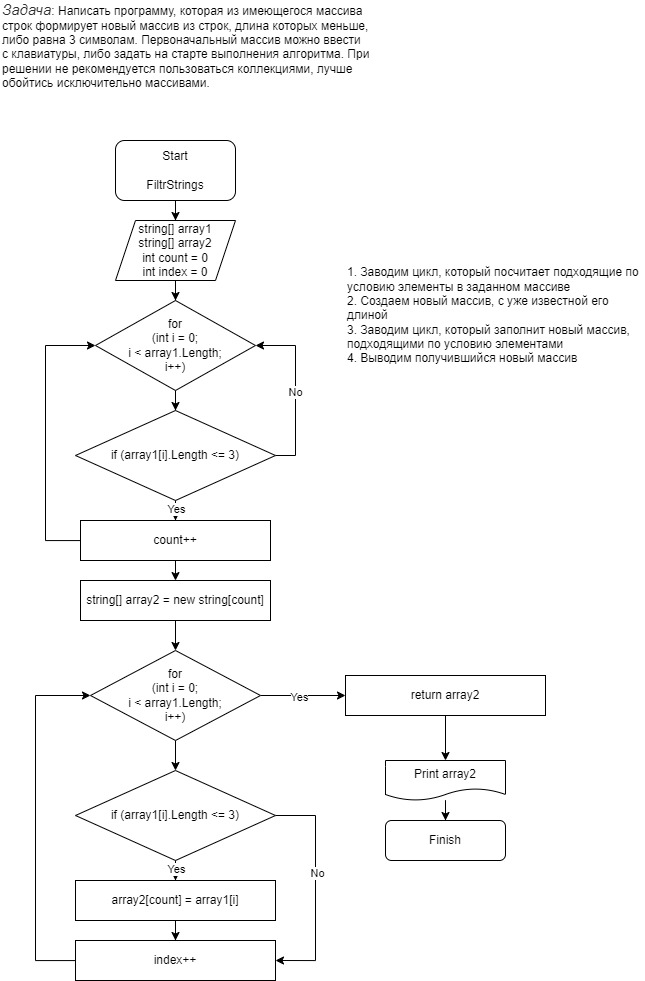 Задача: Написать программу, которая из имеющегося массива
строк формирует новый массив из строк, длина которых меньше,
либо равна 3 символам. Первоначальный массив можно ввести
с клавиатуры, либо задать на старте выполнения алгоритма. При
решении не рекомендуется пользоваться коллекциями, лучше
обойтись исключительно массивами.
Start
FiltrStrings
string[] array1
string[] array2
int count = 0
int index = 0
1. Заводим цикл, который посчитает подходящие по
условию элементы в заданном массиве
2. Создаем новый массив, с уже известной его
длиной
3. Заводим цикл, который заполнит новый массив,
подходящими по условию элементами
4. Выводим получившийся новый массив
for
(int i = 0;
i < array1.Length;
i++)
No
if (array1[i].Length <= 3)
Yes
count++
string[] array2 = new string[count]
for
(int i = 0;
i < array1.Length;
i++)
Yes
return array2
Print array2
Finish
if (array1[i].Length <= 3)
Yes
No
array2[count] = array1[i]
index++